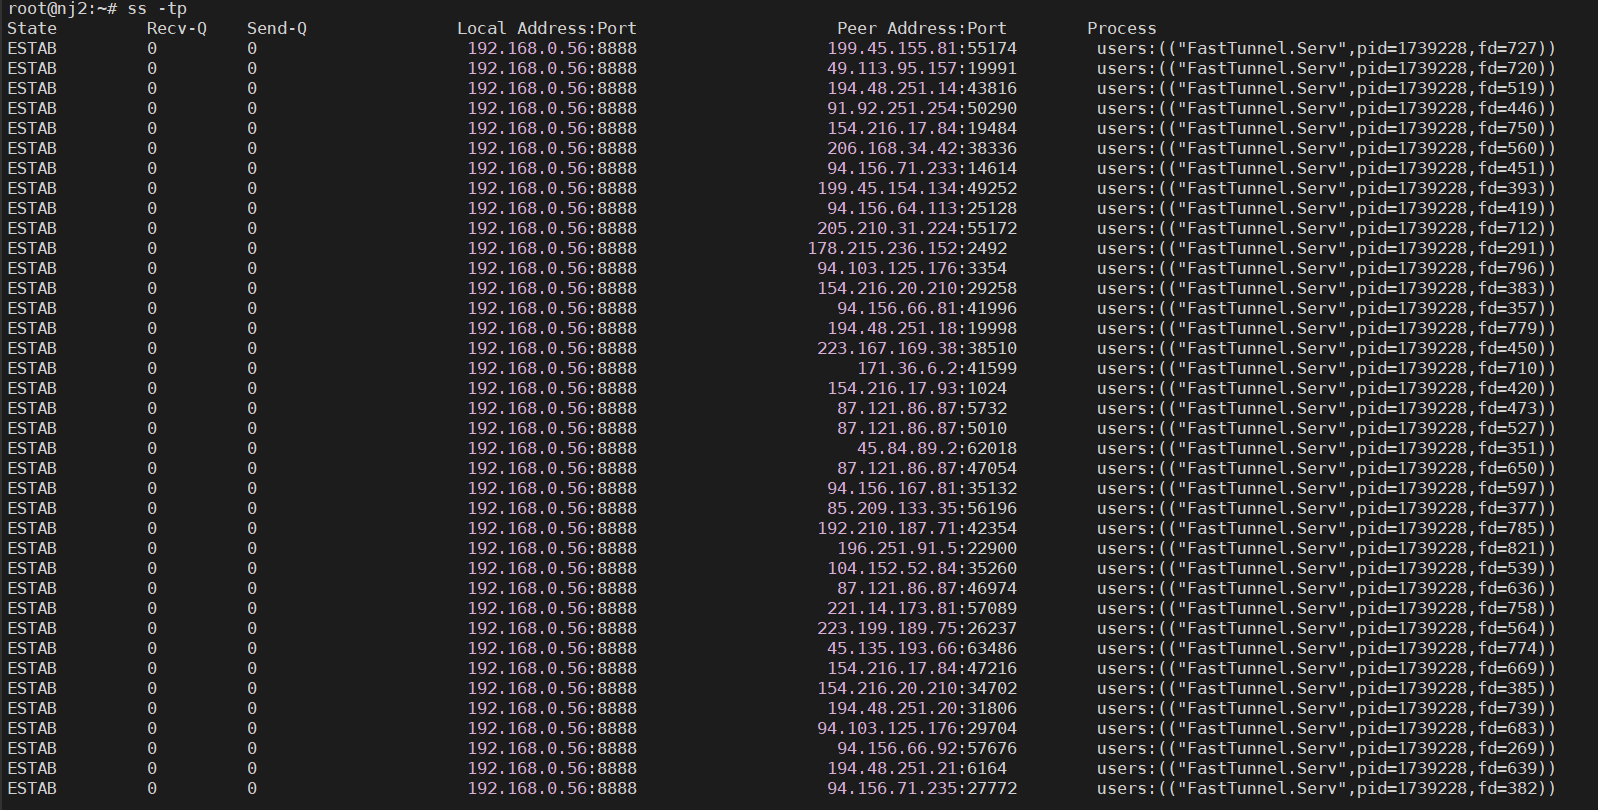 root@nj2:~# ss -tp
State Recv-Q Send-Q Local Address:Port Peer Address:Port Process
ESTAB 0 0 192.168.0.56:8888 199.45.155.81:55174 users:(("FastTunnel.Serv",pid=1739228,fd=727))
ESTAB 0 0 192.168.0.56:8888 49.113.95.157:19991 users:(("FastTunnel.Serv",pid=1739228,fd=720))
ESTAB 0 0 192.168.0.56:8888 194.48.251.14:43816 users:(("FastTunnel.Serv",pid=1739228,fd=519))
ESTAB 0 0 192.168.0.56:8888 91.92.251.254:50290 users:(("FastTunnel.Serv",pid=1739228,fd=446))
ESTAB 0 0 192.168.0.56:8888 154.216.17.84:19484 users:(("FastTunnel.Serv",pid=1739228,fd=750))
ESTAB 0 0 192.168.0.56:8888 206.168.34.42:38336 users:(("FastTunnel.Serv",pid=1739228,fd=560))
ESTAB 0 0 192.168.0.56:8888 94.156.71.233:14614 users:(("FastTunnel.Serv",pid=1739228,fd=451))
ESTAB 0 0 192.168.0.56:8888 199.45.154.134:49252 users:(("FastTunnel.Serv",pid=1739228,fd=393))
ESTAB 0 0 192.168.0.56:8888 94.156.64.113:25128 users:(("FastTunnel.Serv",pid=1739228,fd=419))
ESTAB 0 0 192.168.0.56:8888 205.210.31.224:55172 users:(("FastTunnel.Serv",pid=1739228,fd=712))
ESTAB 0 0 192.168.0.56:8888 178.215.236.152:2492 users:(("FastTunnel.Serv",pid=1739228,fd=291))
ESTAB 0 0 192.168.0.56:8888 94.103.125.176:3354 users:(("FastTunnel.Serv",pid=1739228,fd=796))
ESTAB 0 0 192.168.0.56:8888 154.216.20.210:29258 users:(("FastTunnel.Serv",pid=1739228,fd=383))
ESTAB 0 0 192.168.0.56:8888 94.156.66.81:41996 users:(("FastTunnel.Serv",pid=1739228,fd=357))
ESTAB 0 0 192.168.0.56:8888 194.48.251.18:19998 users:(("FastTunnel.Serv",pid=1739228,fd=779))
ESTAB 0 0 192.168.0.56:8888 223.167.169.38:38510 users:(("FastTunnel.Serv",pid=1739228,fd=450))
ESTAB 0 0 192.168.0.56:8888 171.36.6.2:41599 users:(("FastTunnel.Serv",pid=1739228,fd=710))
ESTAB 0 0 192.168.0.56:8888 154.216.17.93:1024 users:(("FastTunnel.Serv",pid=1739228,fd=420))
ESTAB 0 0 192.168.0.56:8888 87.121.86.87:5732 users:(("FastTunnel.Serv",pid=1739228,fd=473))
ESTAB 0 0 192.168.0.56:8888 87.121.86.87:5010 users:(("FastTunnel.Serv",pid=1739228,fd=527))
ESTAB 0 0 192.168.0.56:8888 45.84.89.2:62018 users:(("FastTunnel.Serv",pid=1739228,fd=351))
ESTAB 0 0 192.168.0.56:8888 87.121.86.87:47054 users:(("FastTunnel.Serv",pid=1739228,fd=650))
ESTAB 0 0 192.168.0.56:8888 94.156.167.81:35132 users:(("FastTunnel.Serv",pid=1739228,fd=597))
ESTAB 0 0 192.168.0.56:8888 85.209.133.35:56196 users:(("FastTunnel.Serv",pid=1739228,fd=377))
ESTAB 0 0 192.168.0.56:8888 192.210.187.71:42354 users:(("FastTunnel.Serv",pid=1739228,fd=785))
ESTAB 0 0 192.168.0.56:8888 196.251.91.5:22900 users:(("FastTunnel.Serv",pid=1739228,fd=821))
ESTAB 0 0 192.168.0.56:8888 104.152.52.84:35260 users:(("FastTunnel.Serv",pid=1739228,fd=539))
ESTAB 0 0 192.168.0.56:8888 87.121.86.87:46974 users:(("FastTunnel.Serv",pid=1739228,fd=636))
ESTAB 0 0 192.168.0.56:8888 221.14.173.81:57089 users:(("FastTunnel.Serv",pid=1739228,fd=758))
ESTAB 0 0 192.168.0.56:8888 223.199.189.75:26237 users:(("FastTunnel.Serv",pid=1739228,fd=564))
ESTAB 0 0 192.168.0.56:8888 45.135.193.66:63486 users:(("FastTunnel.Serv",pid=1739228,fd=774))
ESTAB 0 0 192.168.0.56:8888 154.216.17.84:47216 users:(("FastTunnel.Serv",pid=1739228,fd=669))
ESTAB 0 0 192.168.0.56:8888 154.216.20.210:34702 users:(("FastTunnel.Serv",pid=1739228,fd=385))
ESTAB 0 0 192.168.0.56:8888 194.48.251.20:31806 users:(("FastTunnel.Serv",pid=1739228,fd=739))
ESTAB 0 0 192.168.0.56:8888 94.103.125.176:29704 users:(("FastTunnel.Serv",pid=1739228,fd=683))
ESTAB 0 0 192.168.0.56:8888 94.156.66.92:57676 users:(("FastTunnel.Serv",pid=1739228,fd=269))
ESTAB 0 0 192.168.0.56:8888 194.48.251.21:6164 users:(("FastTunnel.Serv",pid=1739228,fd=639))
ESTAB 0 0 192.168.0.56:8888 94.156.71.235:27772 users:(("FastTunnel.Serv",pid=1739228,fd=382))